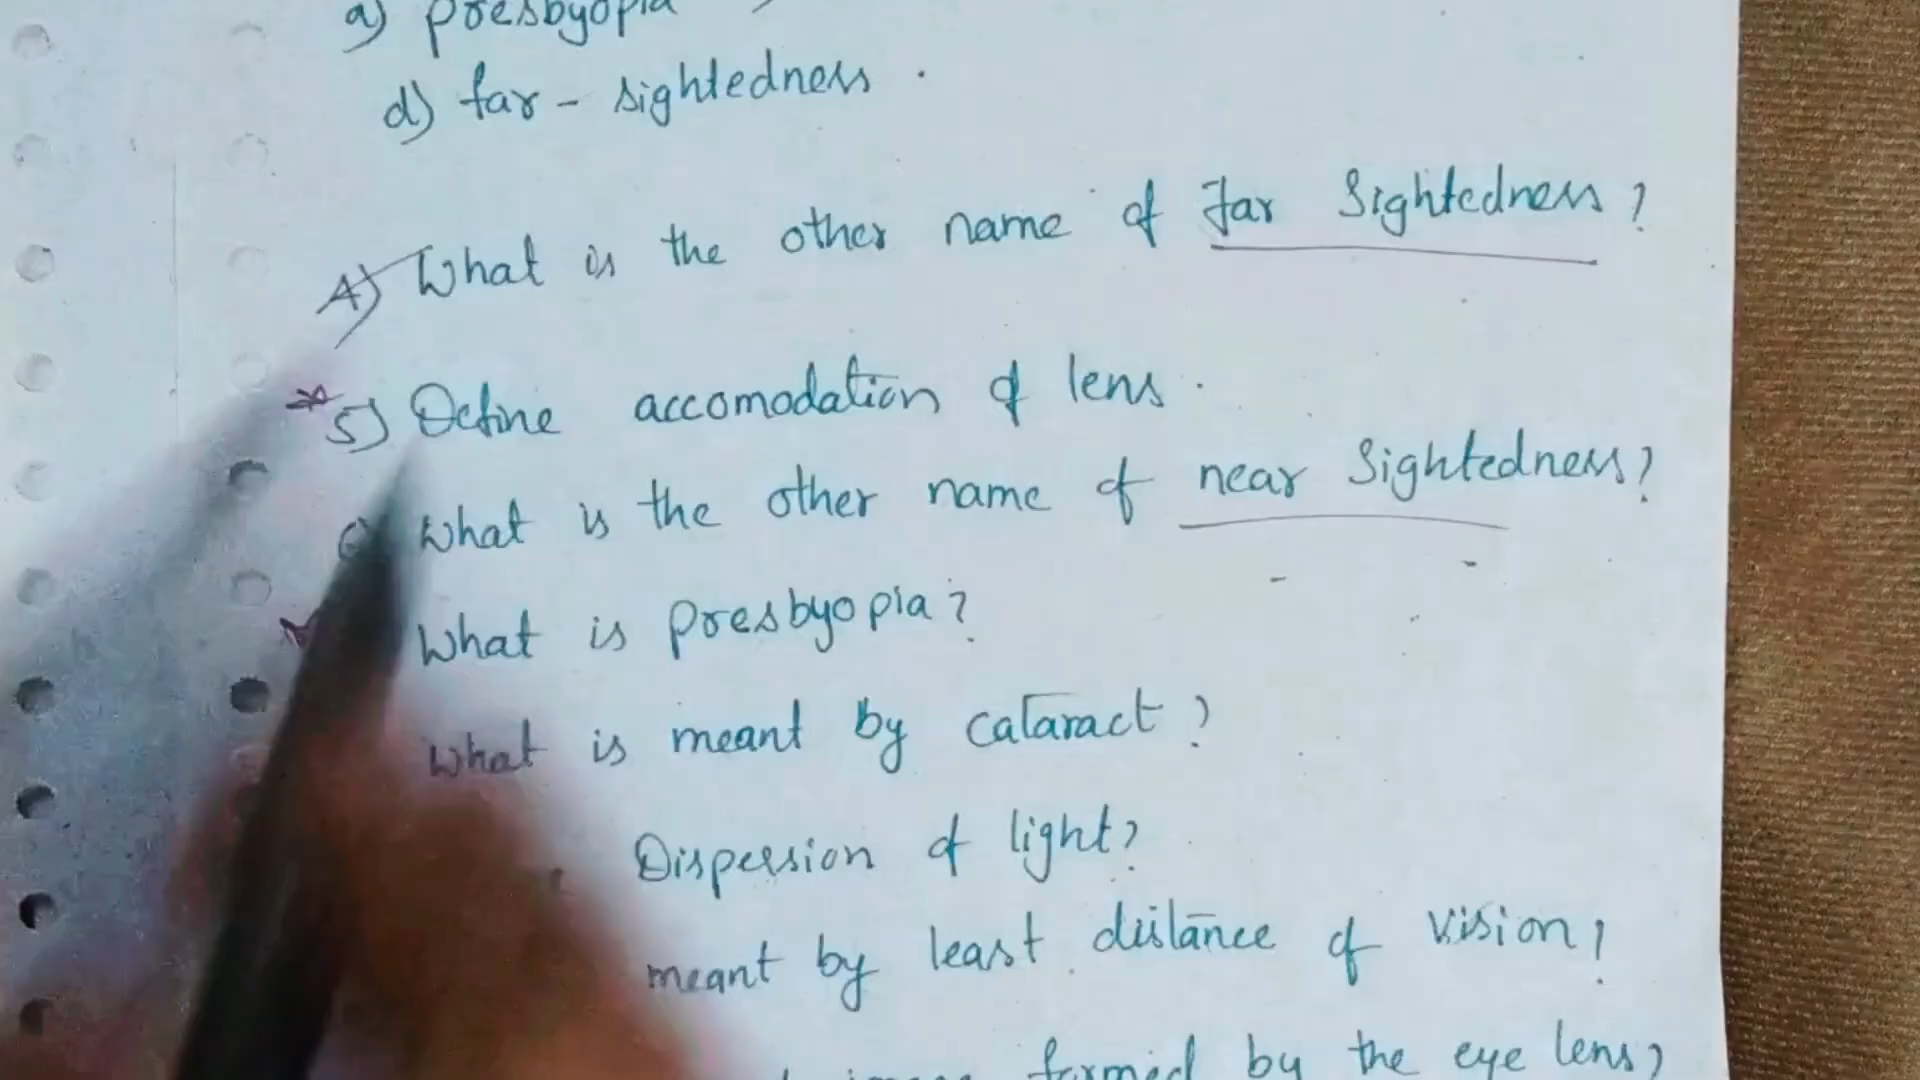 a) presbyopia
d) far - sightedness .
4) What is the other name of far Sightedness?
* 5) Define accomodation of lens .
6) What is the other name of near Sightedness?
What is presbyopia?
What is meant by cataract?
Dispersion of light?
meant by least distance of vision?
formed by the eye lens?